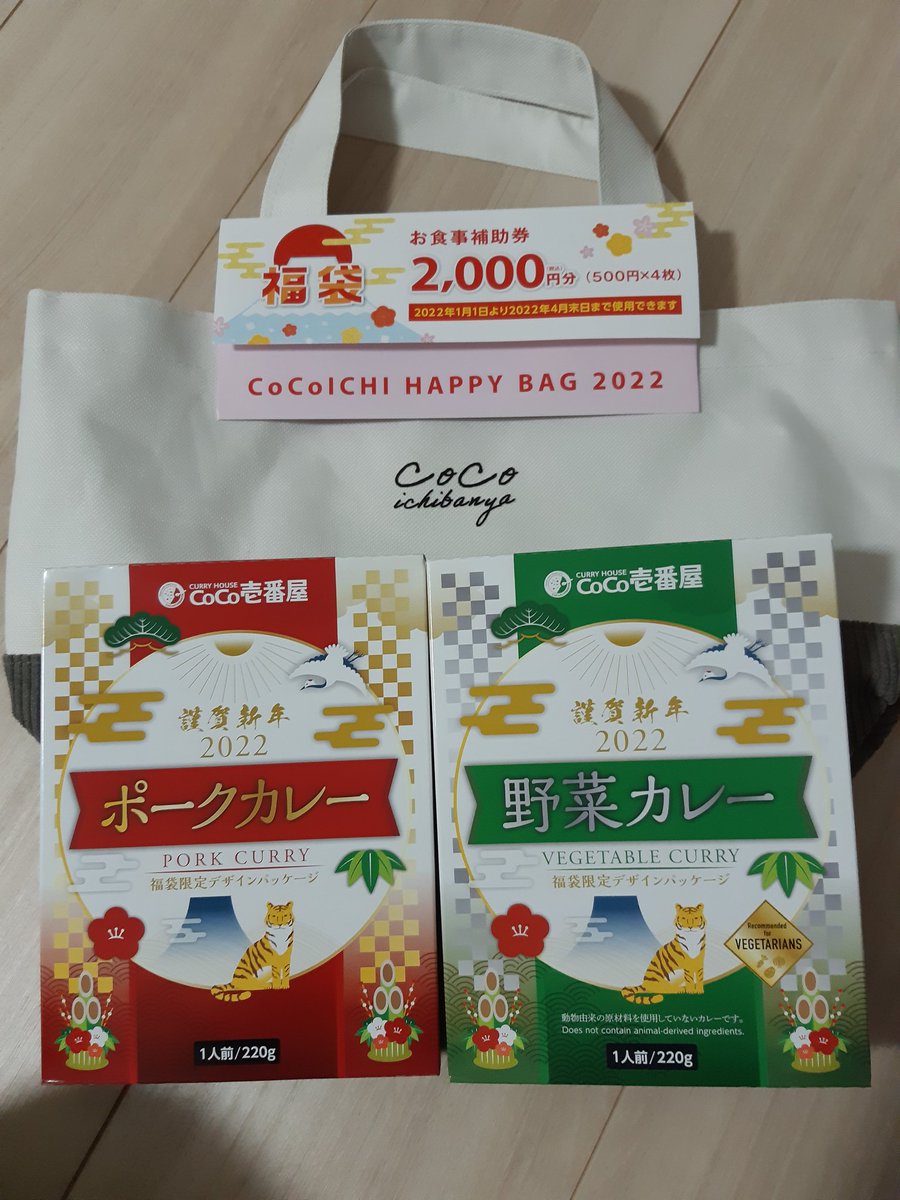 お食事補助券
福袋
2,000円分(税込)(500円×4枚)
2022年1月1日より2022年4月末日まで使用できます
CoCoICHI HAPPY BAG 2022
CoCo
ichibanya
CURRY HOUSE
CoCo壱番屋
謹賀新年
2022
ポークカレー
PORK CURRY
福袋限定デザインパッケージ
1人前/220g
CURRY HOUSE
CoCo壱番屋
謹賀新年
2022
野菜カレー
VEGETABLE CURRY
福袋限定デザインパッケージ
Recommended
for
VEGETARIANS
動物由来の原材料を使用していないカレーです。
Does not contain animal-derived ingredients.
1人前/220g